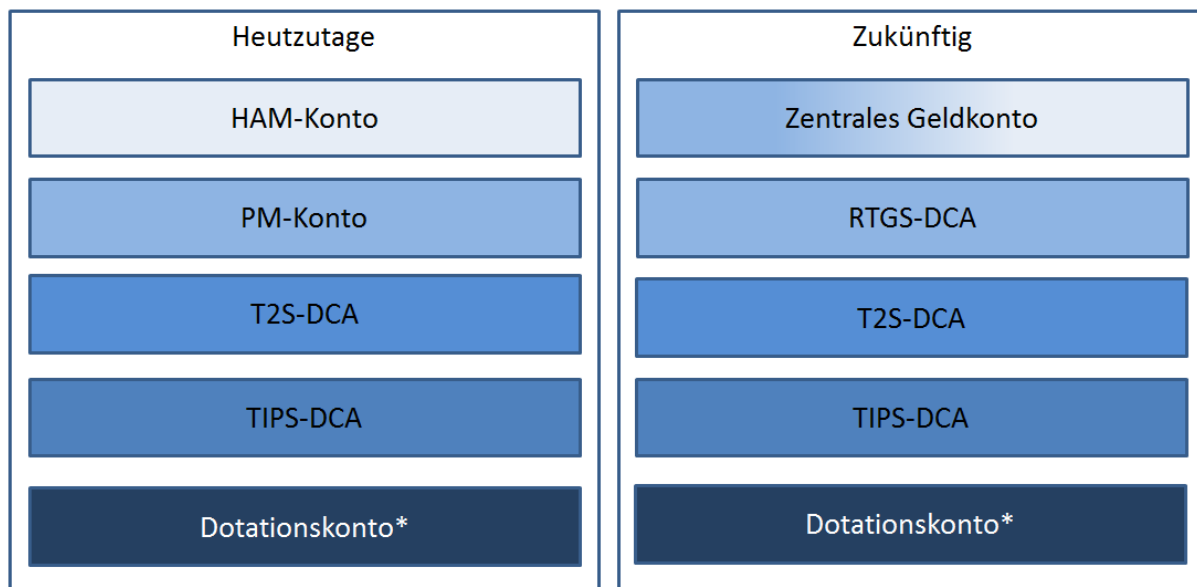 Heutzutage
HAM-Konto
PM-Konto
T2S-DCA
TIPS-DCA
Dotationskonto*
Zukünftig
Zentrales Geldkonto
RTGS-DCA
T2S-DCA
TIPS-DCA
Dotationskonto*